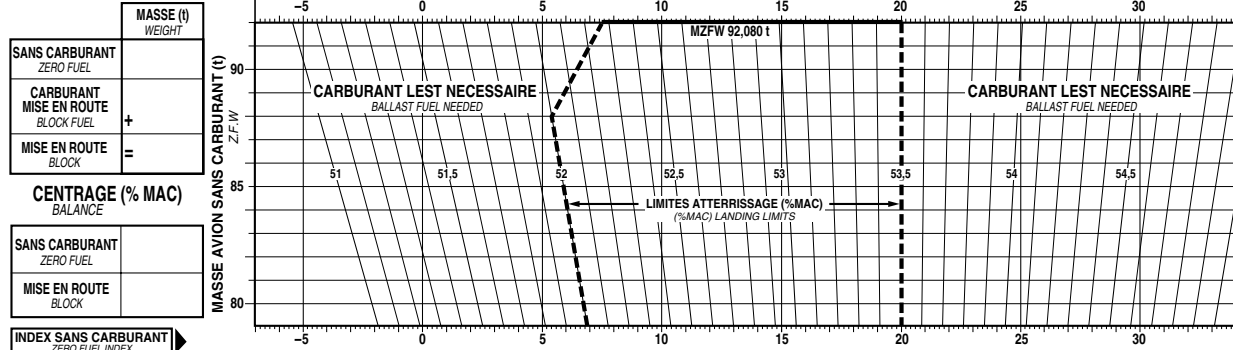 MASSE (t)
WEIGHT
SANS CARBURANT
ZERO FUEL
CARBURANT
MISE EN ROUTE
BLOCK FUEL
+
MISE EN ROUTE
BLOCK
=
CENTRAGE (% MAC)
BALANCE
SANS CARBURANT
ZERO FUEL
MISE EN ROUTE
BLOCK
INDEX SANS CARBURANT
ZERO FUEL INDEX
MASSE AVION SANS CARBURANT (t)
Z.F.W
−5 0 5 10 15 20 25 30
MZFW 92,080 t
90
CARBURANT LEST NECESSAIRE
BALLAST FUEL NEEDED
CARBURANT LEST NECESSAIRE
BALLAST FUEL NEEDED
51 51,5 52 52,5 53 53,5 54 54,5
85
LIMITES ATTERRISSAGE (%MAC)
(%MAC) LANDING LIMITS
80
−5 0 5 10 15 20 25 30